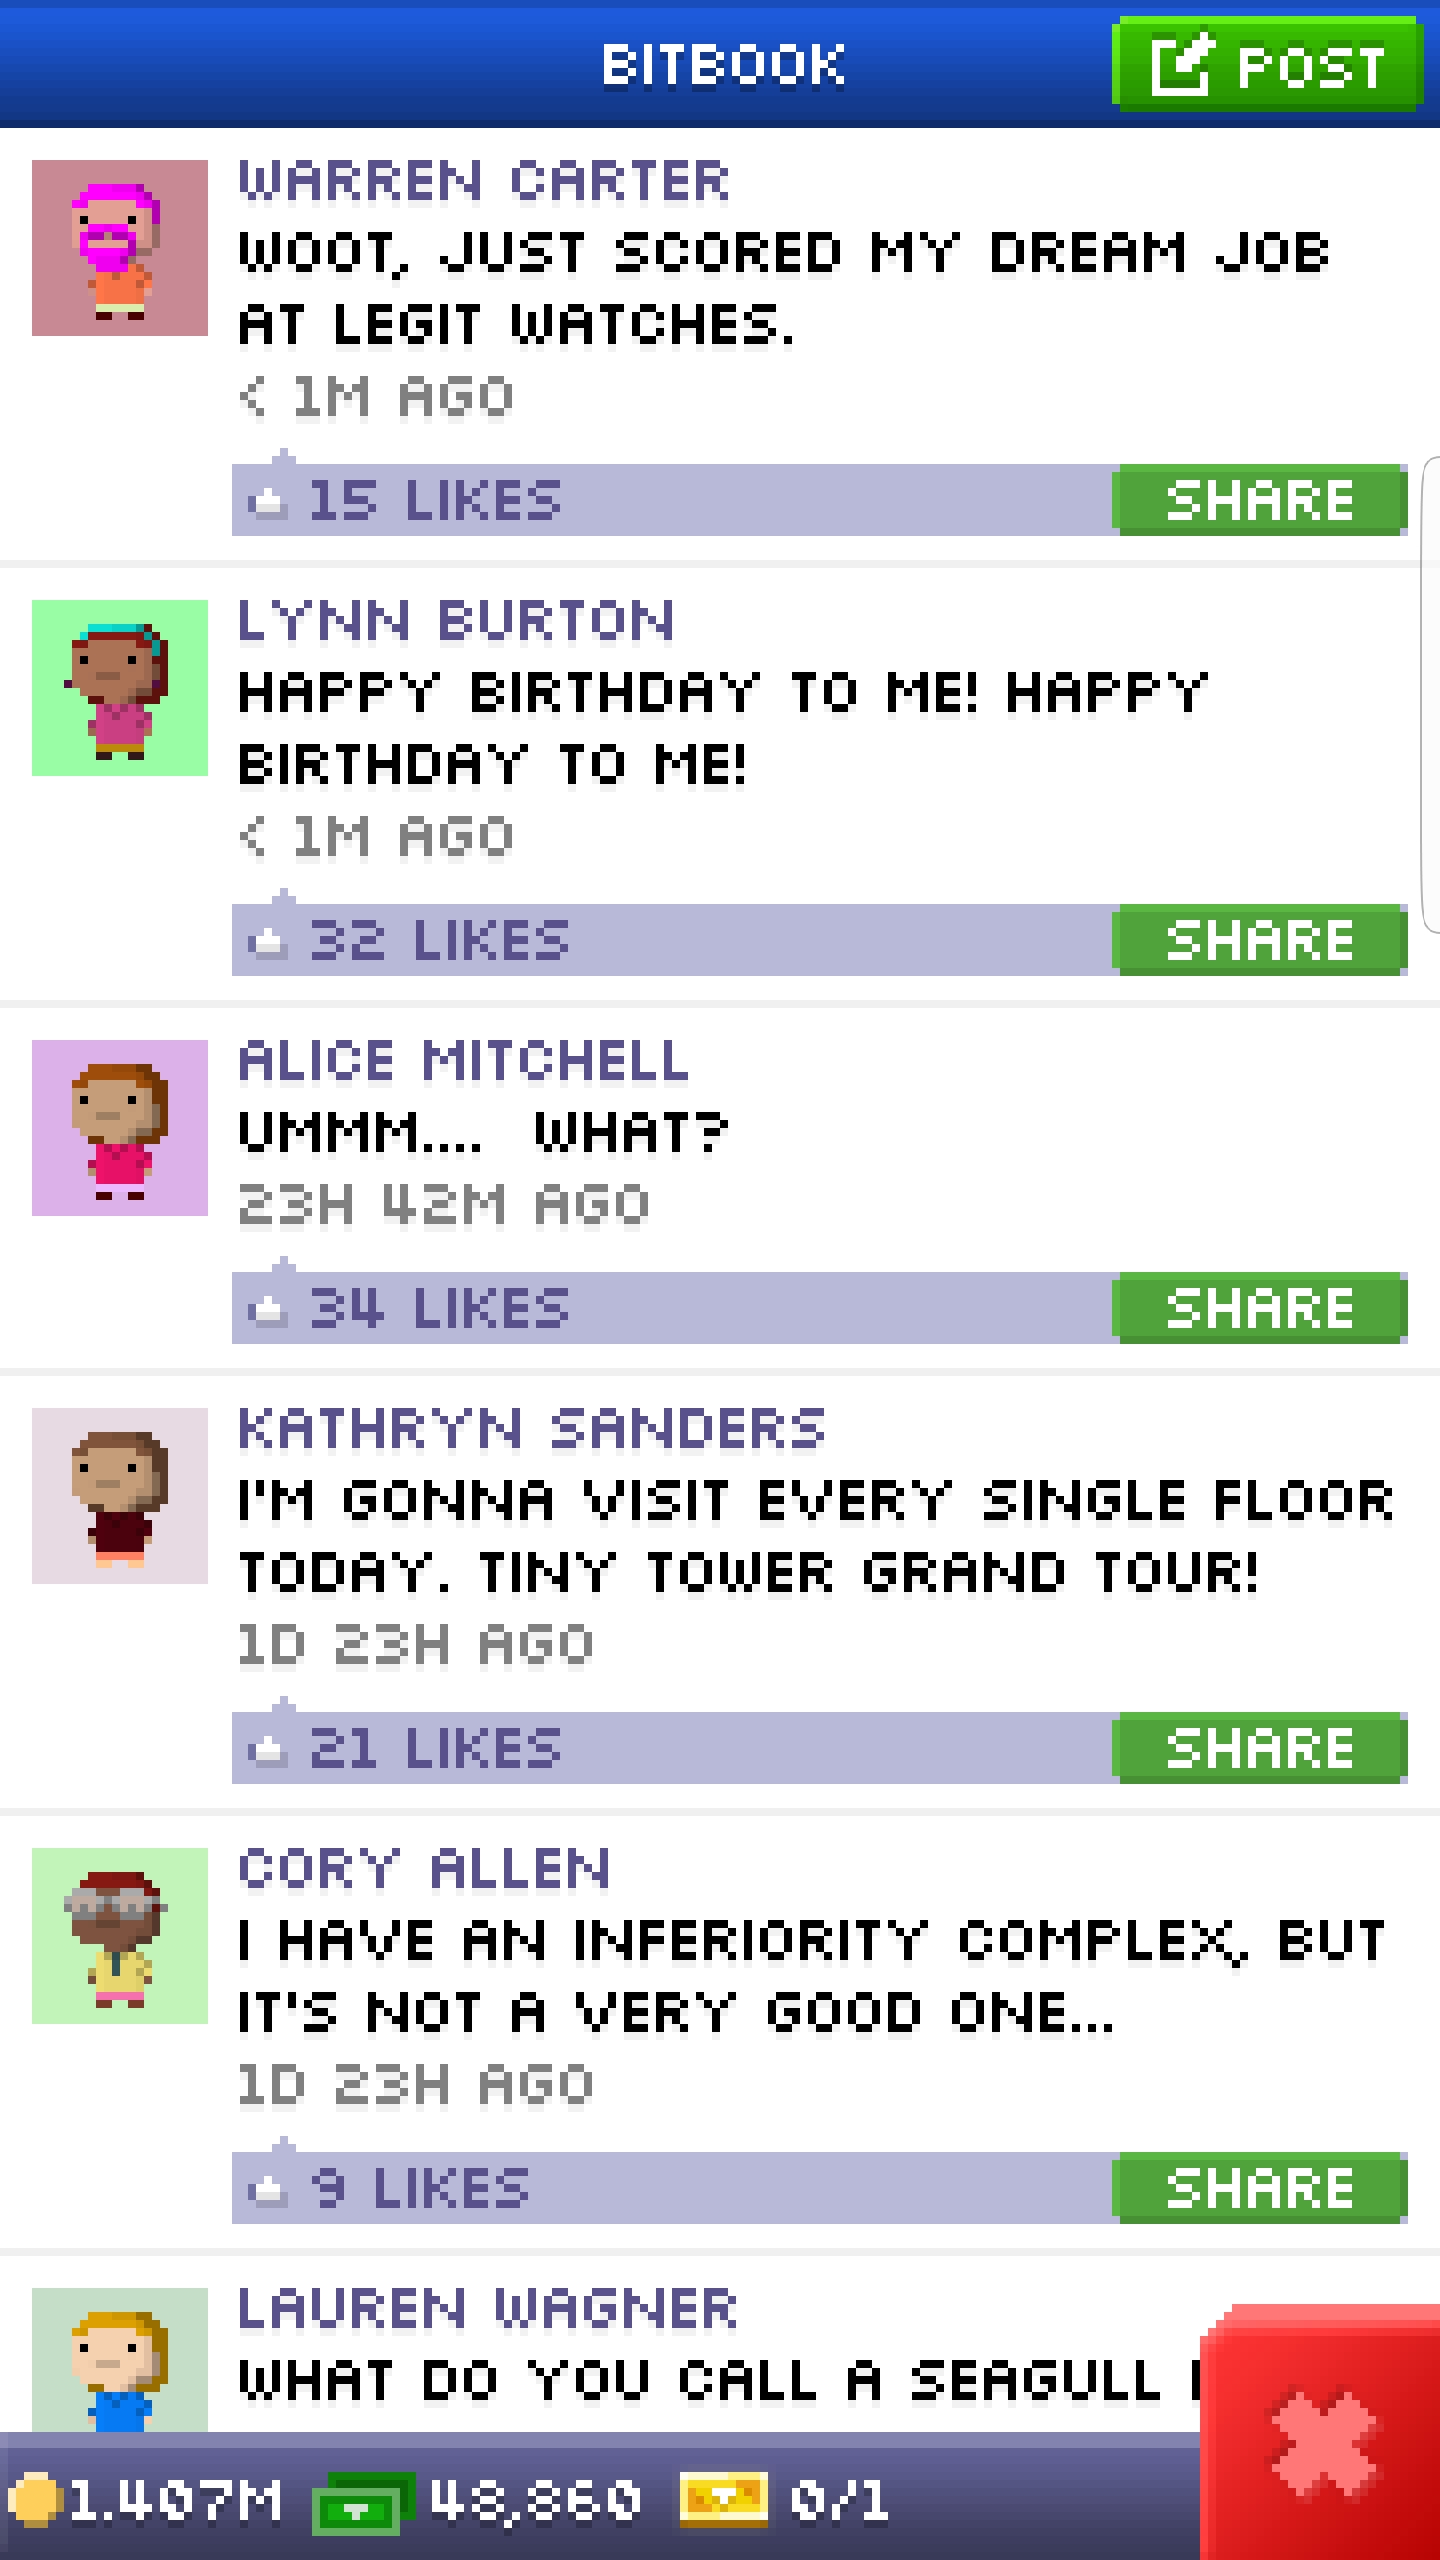 BITBOOK
POST
WARREN CARTER
WOOT, JUST SCORED MY DREAM JOB
AT LEGIT WATCHES.
< 1M AGO
15 LIKES
SHARE
LYNN BURTON
HAPPY BIRTHDAY TO ME! HAPPY
BIRTHDAY TO ME!
< 1M AGO
32 LIKES
SHARE
ALICE MITCHELL
UMMM.... WHAT?
23H 42M AGO
34 LIKES
SHARE
KATHRYN SANDERS
I'M GONNA VISIT EVERY SINGLE FLOOR
TODAY. TINY TOWER GRAND TOUR!
1D 23H AGO
21 LIKES
SHARE
CORY ALLEN
I HAVE AN INFERIORITY COMPLEX, BUT
IT'S NOT A VERY GOOD ONE...
1D 23H AGO
9 LIKES
SHARE
LAUREN WAGNER
WHAT DO YOU CALL A SEAGULL
1.407M
48,860
0/1